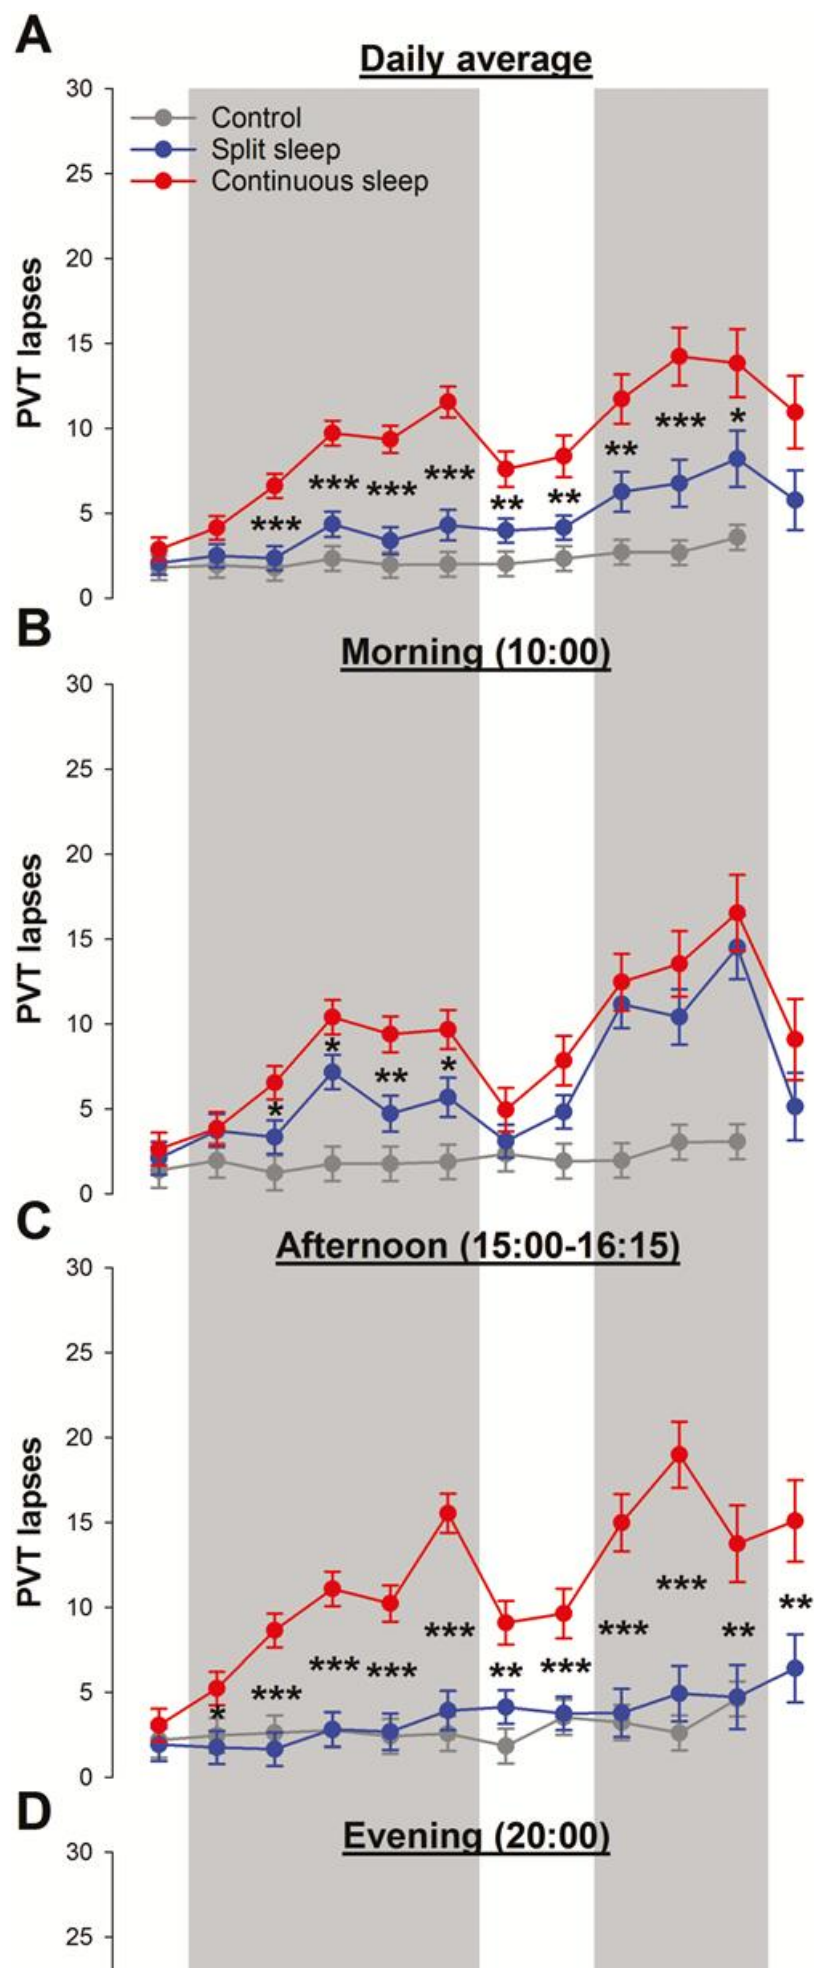 A
Daily average
30
Control
Split sleep
25
Continuous sleep
20
PVT lapses
15
10
* 
*** 
** 
*** *** *** 
** ** 
5
*** 
0
B
Morning (10:00)
30
25
20
PVT lapses
15
10
* 
** * 
5
* 
0
C
Afternoon (15:00-16:15)
30
25
20
PVT lapses
15
*** 
10
** 
*** *** ** 
*** *** ** *** 
5
*** 
* 
0
D
Evening (20:00)
30
25